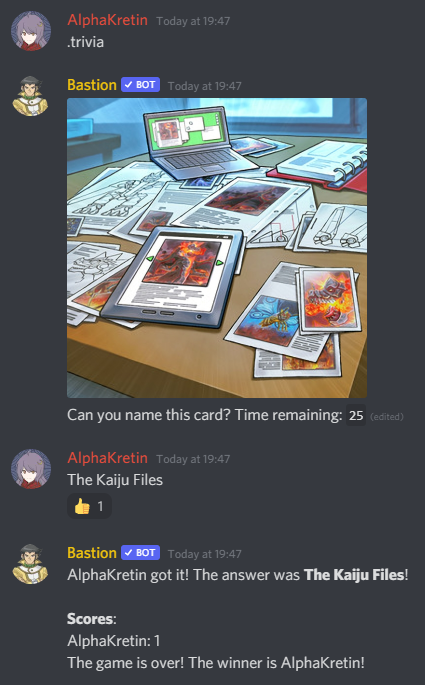 AlphaKretin Today at 19:47
.trivia
Bastion ✓ BOT Today at 19:47
Can you name this card? Time remaining: 25 (edited)
AlphaKretin Today at 19:47
The Kaiju Files
👍 1
Bastion ✓ BOT Today at 19:47
AlphaKretin got it! The answer was The Kaiju Files!
Scores:
AlphaKretin: 1
The game is over! The winner is AlphaKretin!